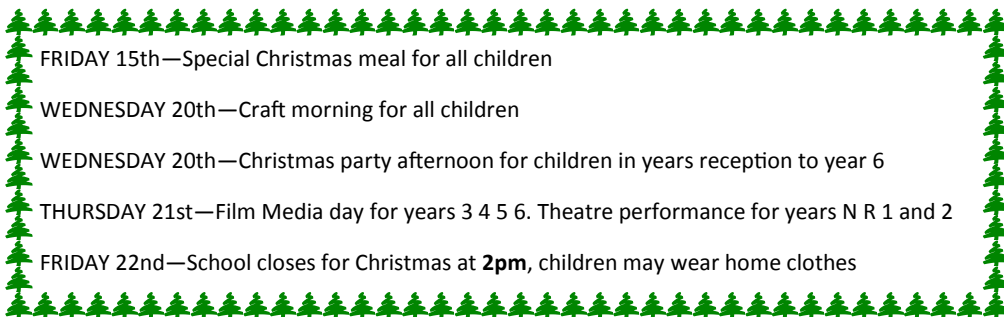 FRIDAY 15th—Special Christmas meal for all children
WEDNESDAY 20th—Craft morning for all children
WEDNESDAY 20th—Christmas party afternoon for children in years reception to year 6
THURSDAY 21st—Film Media day for years 3 4 5 6. Theatre performance for years N R 1 and 2
FRIDAY 22nd—School closes for Christmas at 2pm, children may wear home clothes